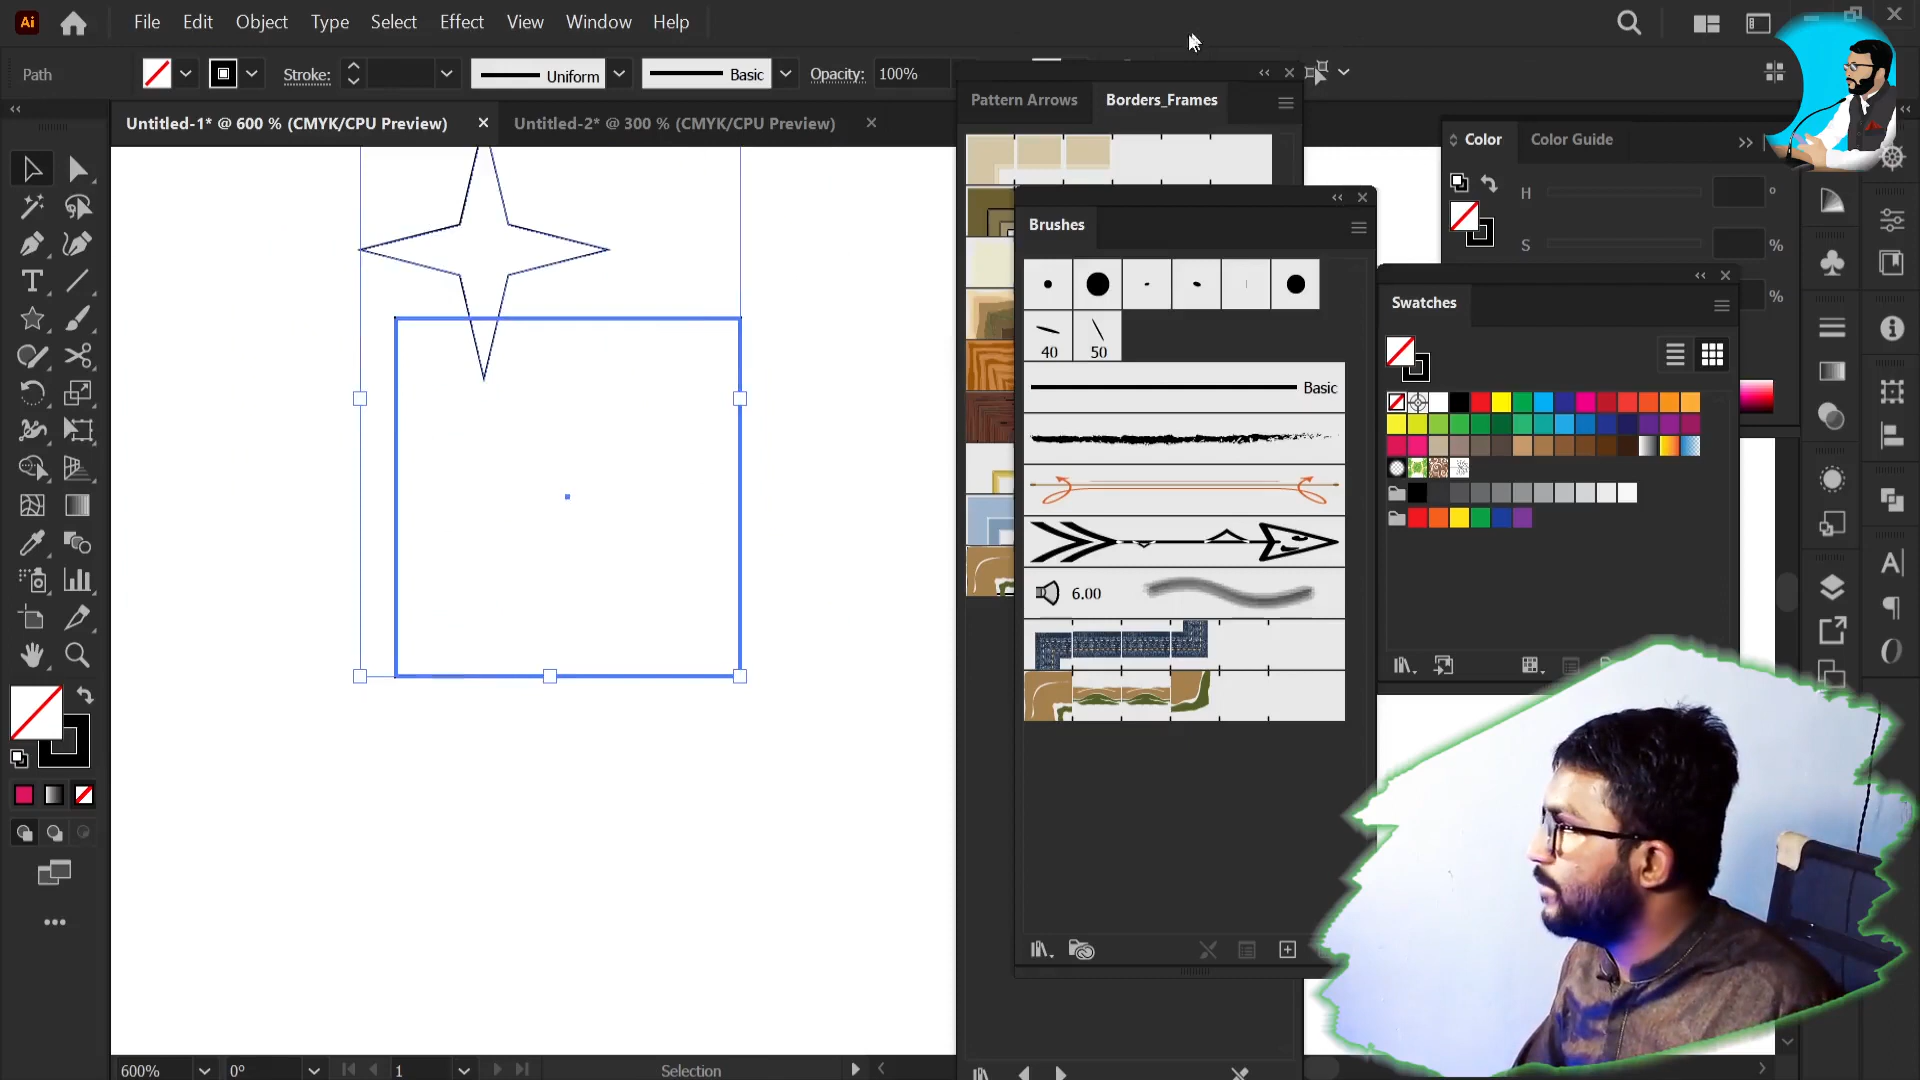 Ai File Edit Object Type Select Effect View Window Help
Path Stroke: Uniform Basic Opacity: 100%
Untitled-1* @ 600 % (CMYK/CPU Preview) Untitled-2* @ 300 % (CMYK/CPU Preview)
Pattern Arrows Borders_Frames
Color Color Guide
H °
S %
%
Brushes
40 50
Basic
6.00
Swatches
600% 0° 1 Selection